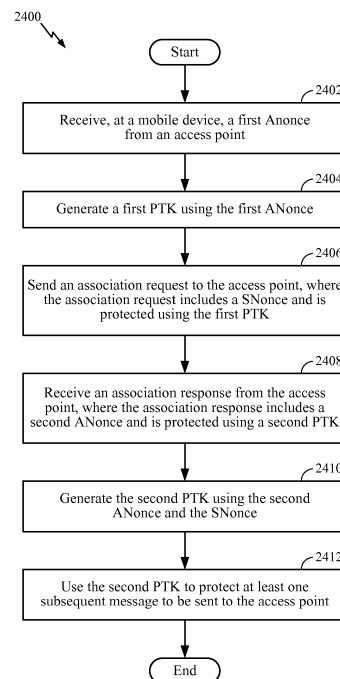 2400
Start
2402
Receive, at a mobile device, a first Anonce
from an access point
2404
Generate a first PTK using the first ANonce
2406
Send an association request to the access point, where
the association request includes a SNonce and is
protected using the first PTK
2408
Receive an association response from the access
point, where the association response includes a
second ANonce and is protected using a second PTK
2410
Generate the second PTK using the second
ANonce and the SNonce
2412
Use the second PTK to protect at least one
subsequent message to be sent to the access point
End